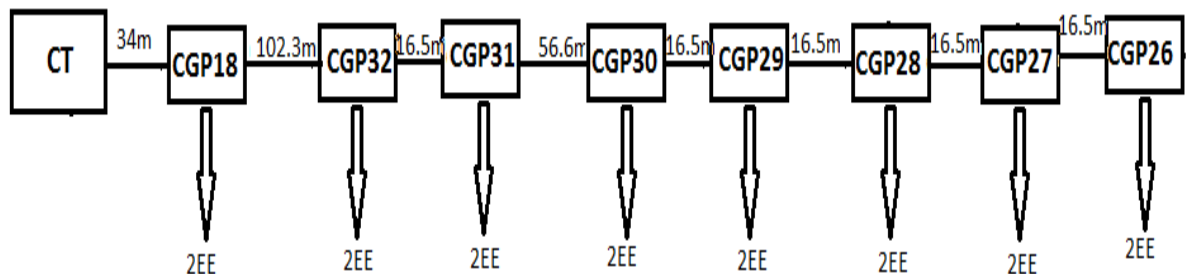 CT 34m CGP18 102.3m CGP32 16.5m CGP31 56.6m CGP30 16.5m CGP29 16.5m CGP28 16.5m CGP27 16.5m CGP26
2EE 2EE 2EE 2EE 2EE 2EE 2EE 2EE